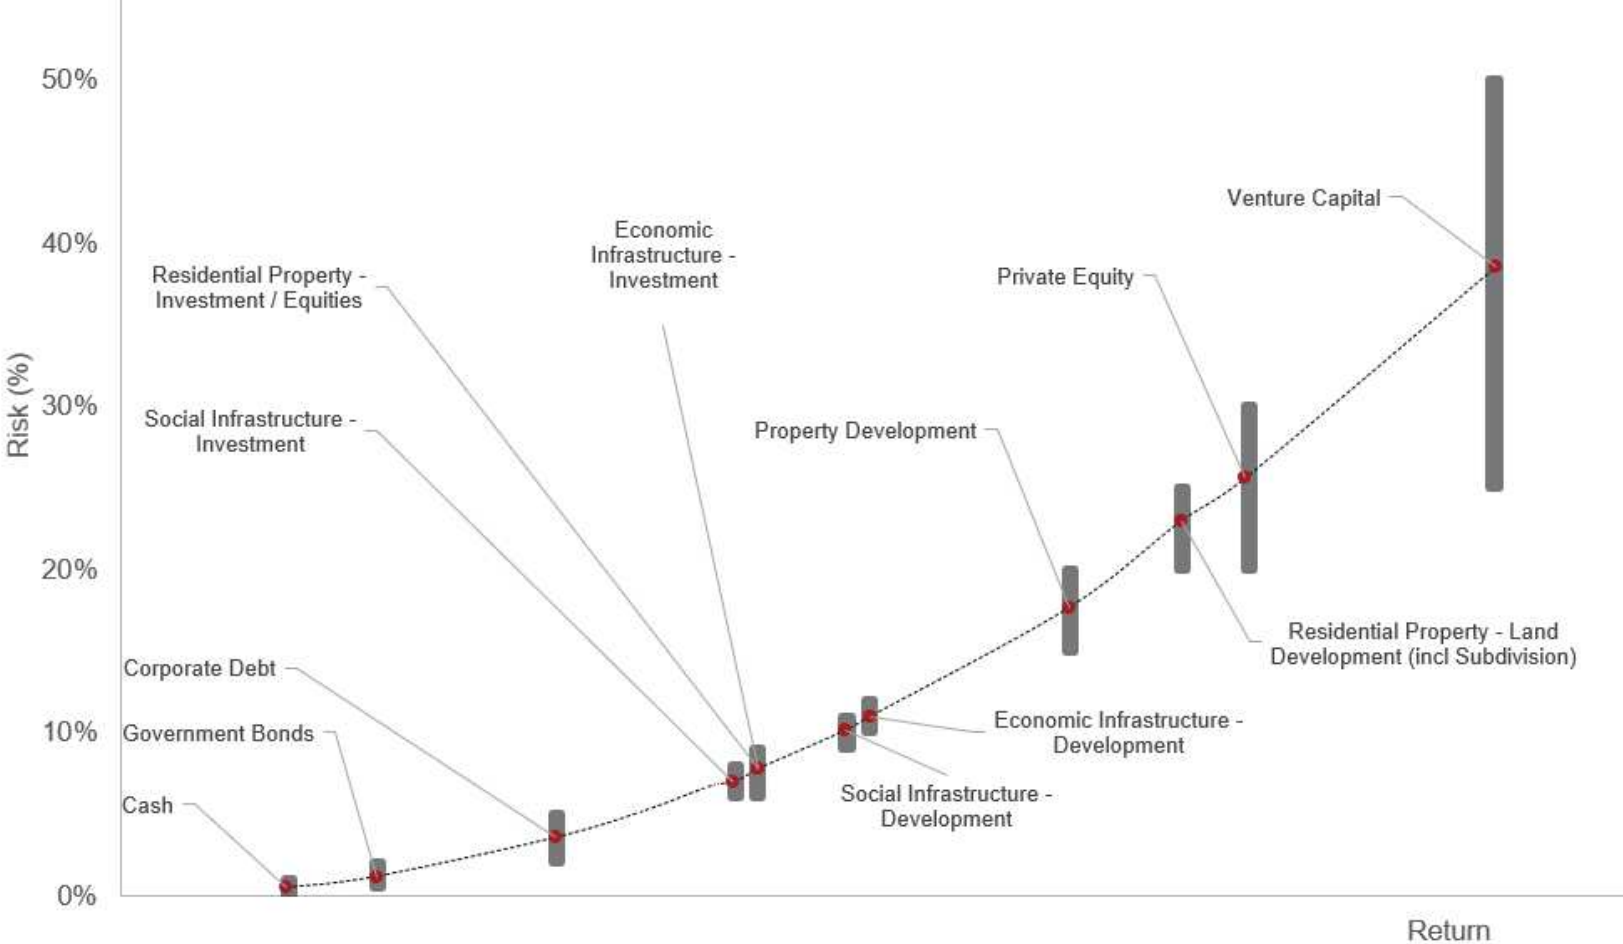 50%
40%
30%
20%
10%
0%
Risk (%)
Return
Cash
Government Bonds
Corporate Debt
Social Infrastructure -
Investment
Residential Property -
Investment / Equities
Economic
Infrastructure -
Investment
Social Infrastructure -
Development
Economic Infrastructure -
Development
Property Development
Residential Property - Land
Development (incl Subdivision)
Private Equity
Venture Capital